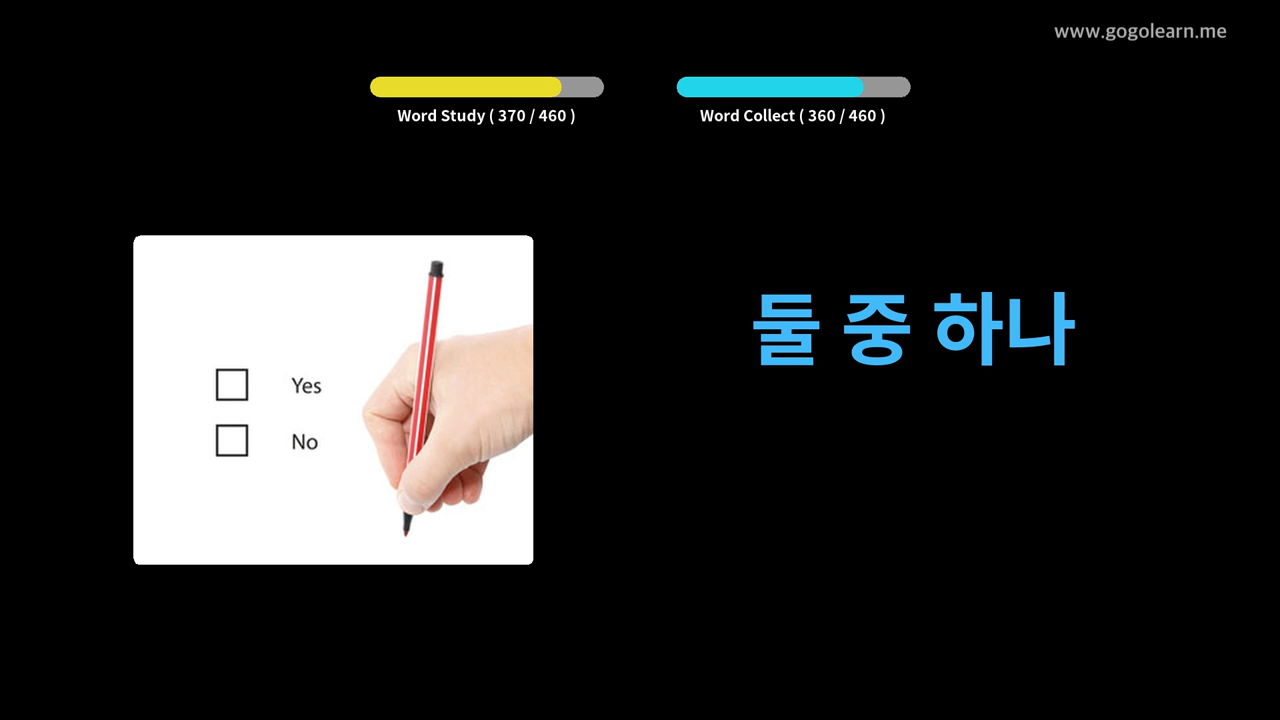 www.gogolearn.me
Word Study ( 370 / 460 )
Word Collect ( 360 / 460 )
둘 중 하나
Yes
No